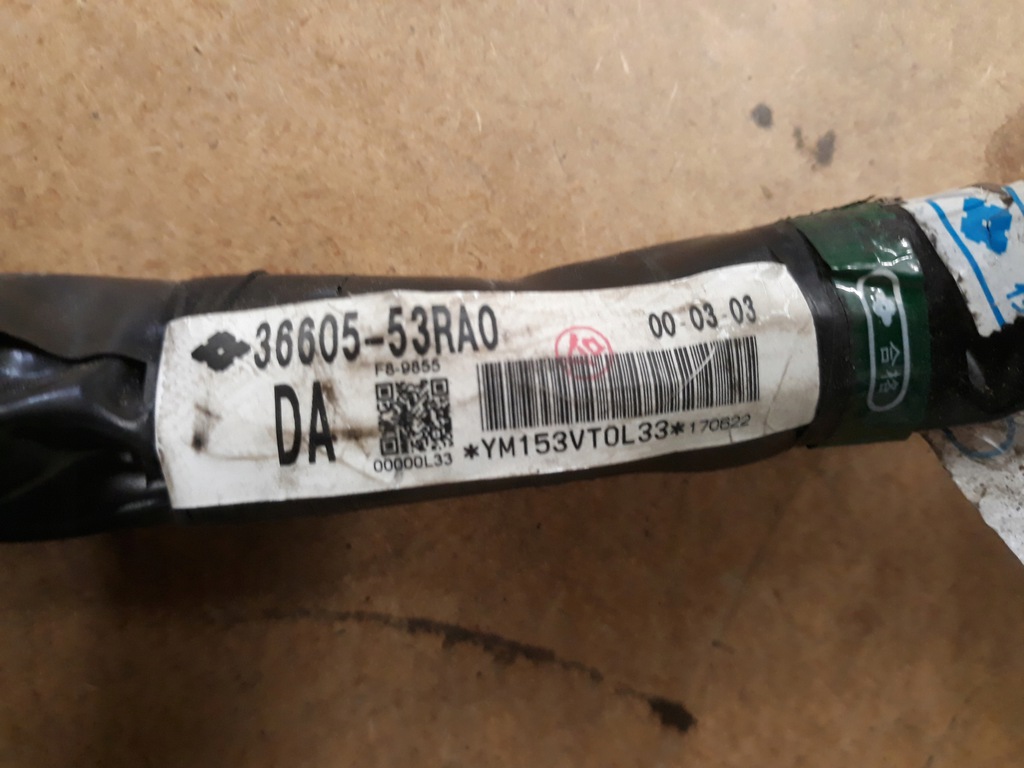 36605-53RA0
00-03-03
F8-9855
DA
00000L33
*YM153VT0L33*170622
合格